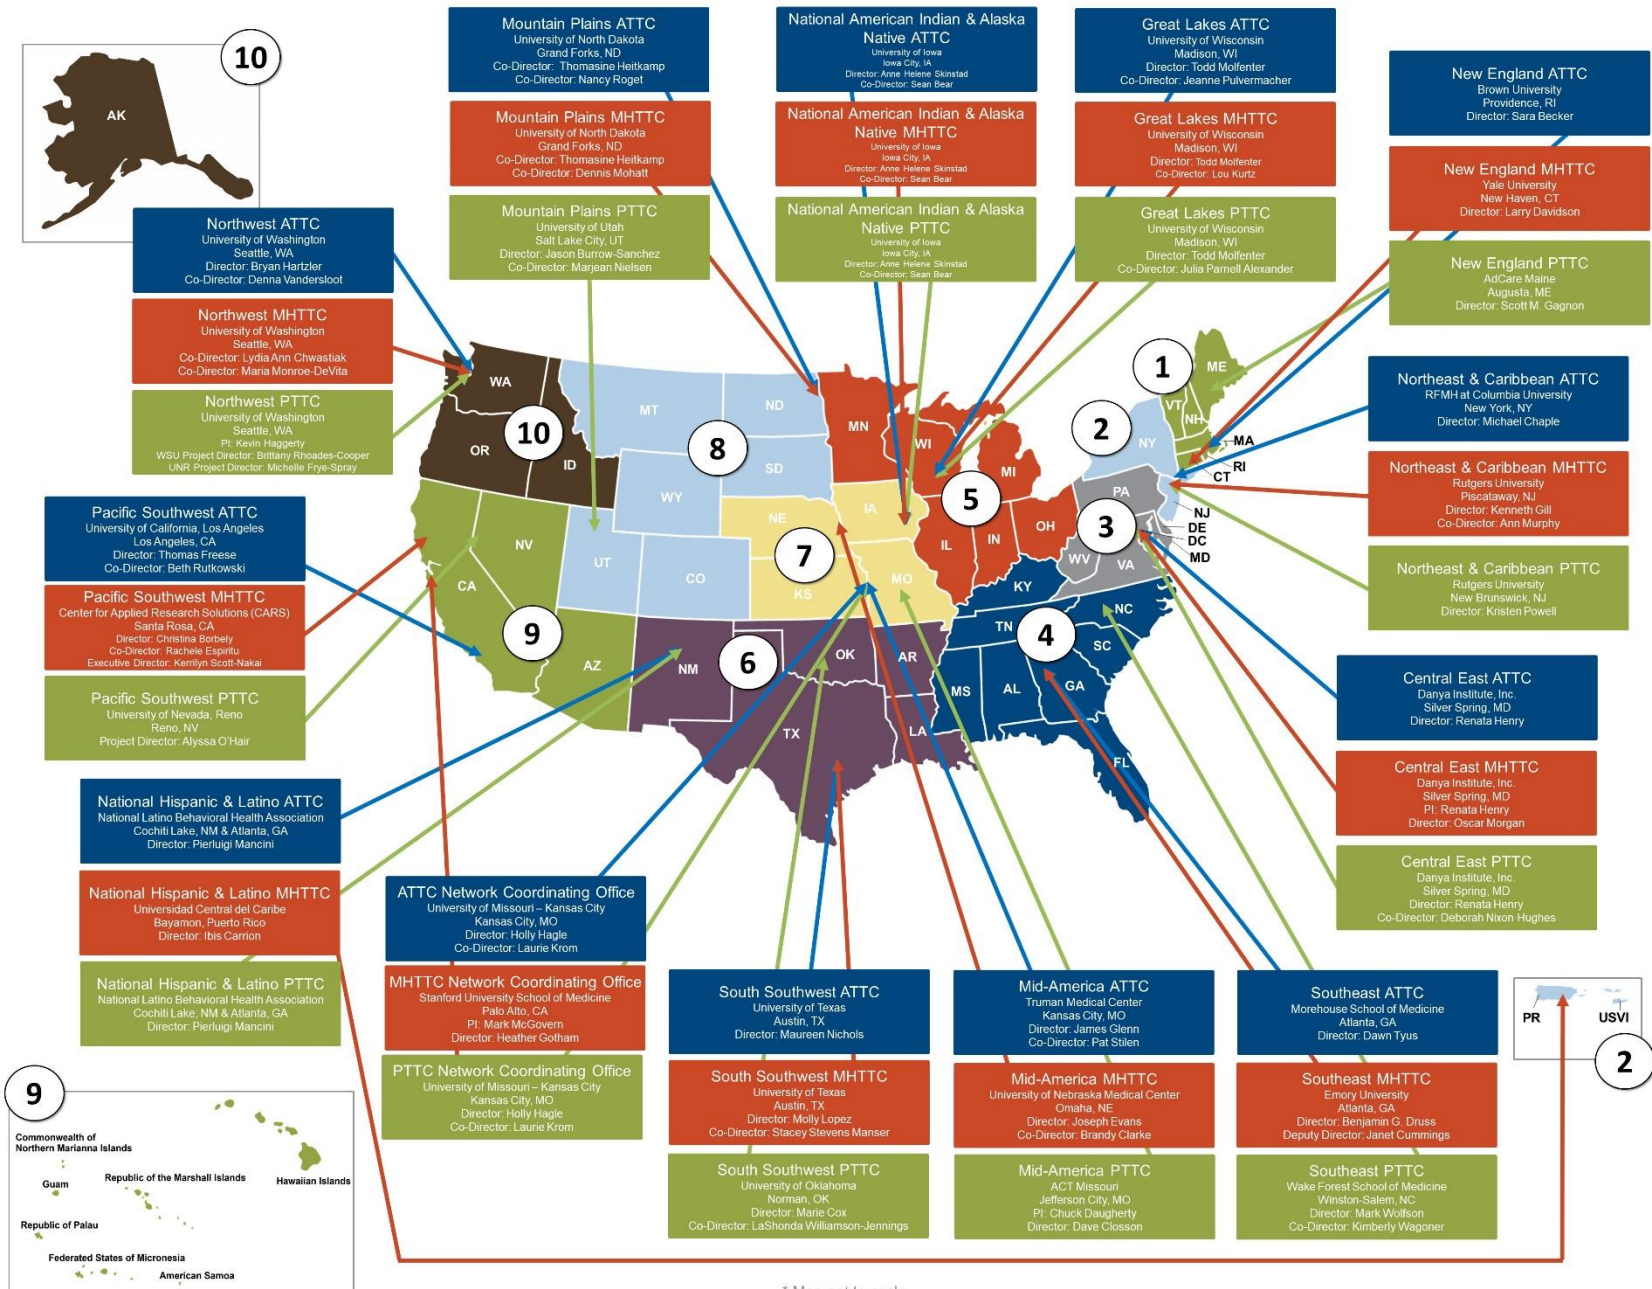 Mountain Plains ATTC
University of North Dakota
Grand Forks, ND
Co-Director: Thomasine Heitkamp
Co-Director: Nancy Roget
Mountain Plains MHTTC
University of North Dakota
Grand Forks, ND
Co-Director: Thomasine Heitkamp
Co-Director: Dennis Mohatt
Mountain Plains PTTC
University of Utah
Salt Lake City, UT
Director: Jason Burrow-Sanchez
Co-Director: Marjean Nielsen
National American Indian & Alaska
Native ATTC
University of Iowa
Iowa City, IA
Director: Anne Helene Skinstad
Co-Director: Sean Bear
National American Indian & Alaska
Native MHTTC
University of Iowa
Iowa City, IA
Director: Anne Helene Skinstad
Co-Director: Sean Bear
National American Indian & Alaska
Native PTTC
University of Iowa
Iowa City, IA
Director: Anne Helene Skinstad
Co-Director: Sean Bear
Great Lakes ATTC
University of Wisconsin
Madison, WI
Director: Todd Molfenter
Co-Director: Jeanne Pulvermacher
Great Lakes MHTTC
University of Wisconsin
Madison, WI
Director: Todd Molfenter
Co-Director: Lou Kurtz
Great Lakes PTTC
University of Wisconsin
Madison, WI
Director: Todd Molfenter
Co-Director: Julia Parnell Alexander
New England ATTC
Brown University
Providence, RI
Director: Sara Becker
New England MHTTC
Yale University
New Haven, CT
Director: Larry Davidson
New England PTTC
AdCare Maine
Augusta, ME
Director: Scott M. Gagnon
10
AK
Northwest ATTC
University of Washington
Seattle, WA
Director: Bryan Hartzler
Co-Director: Denna Vandersloot
Northwest MHTTC
University of Washington
Seattle, WA
Co-Director: Lydia Ann Chwastiak
Co-Director: Maria Monroe-DeVita
Northwest PTTC
University of Washington
Seattle, WA
PI: Kevin Haggerty
WSU Project Director: Brittany Rhoades-Cooper
UNR Project Director: Michelle Frye-Spray
Pacific Southwest ATTC
University of California, Los Angeles
Los Angeles, CA
Director: Thomas Freese
Co-Director: Beth Rutkowski
Pacific Southwest MHTTC
Center for Applied Research Solutions (CARS)
Santa Rosa, CA
Director: Christina Borbely
Co-Director: Rachele Espiritu
Executive Director: Kerrilyn Scott-Nakai
Pacific Southwest PTTC
University of Nevada, Reno
Reno, NV
Project Director: Alyssa O'Hair
WA
OR
ID
10
MT
ND
SD
WY
UT
CO
8
NE
IA
KS
MO
7
MN
WI
MI
IL
IN
OH
5
ME
VT
NH
MA
RI
CT
1
NY
NJ
2
PA
DE
DC
MD
WV
VA
3
KY
TN
NC
SC
MS
AL
GA
FL
4
NM
OK
AR
TX
LA
6
CA
NV
AZ
9
Northeast & Caribbean ATTC
RFMH at Columbia University
New York, NY
Director: Michael Chaple
Northeast & Caribbean MHTTC
Rutgers University
Piscataway, NJ
Director: Kenneth Gill
Co-Director: Ann Murphy
Northeast & Caribbean PTTC
Rutgers University
New Brunswick, NJ
Director: Kristen Powell
Central East ATTC
Danya Institute, Inc.
Silver Spring, MD
Director: Renata Henry
Central East MHTTC
Danya Institute, Inc.
Silver Spring, MD
PI: Renata Henry
Director: Oscar Morgan
Central East PTTC
Danya Institute, Inc.
Silver Spring, MD
Director: Renata Henry
Co-Director: Deborah Nixon Hughes
National Hispanic & Latino ATTC
National Latino Behavioral Health Association
Cochiti Lake, NM & Atlanta, GA
Director: Pierluigi Mancini
National Hispanic & Latino MHTTC
Universidad Central del Caribe
Bayamon, Puerto Rico
Director: Ibis Carrion
National Hispanic & Latino PTTC
National Latino Behavioral Health Association
Cochiti Lake, NM & Atlanta, GA
Director: Pierluigi Mancini
ATTC Network Coordinating Office
University of Missouri – Kansas City
Kansas City, MO
Director: Holly Hagle
Co-Director: Laurie Krom
MHTTC Network Coordinating Office
Stanford University School of Medicine
Palo Alto, CA
PI: Mark McGovern
Director: Heather Gotham
PTTC Network Coordinating Office
University of Missouri – Kansas City
Kansas City, MO
Director: Holly Hagle
Co-Director: Laurie Krom
South Southwest ATTC
University of Texas
Austin, TX
Director: Maureen Nichols
South Southwest MHTTC
University of Texas
Austin, TX
Director: Molly Lopez
Co-Director: Stacey Stevens Manser
South Southwest PTTC
University of Oklahoma
Norman, OK
Director: Marie Cox
Co-Director: LaShonda Williamson-Jennings
Mid-America ATTC
Truman Medical Center
Kansas City, MO
Director: James Glenn
Co-Director: Pat Stilen
Mid-America MHTTC
University of Nebraska Medical Center
Omaha, NE
Director: Joseph Evans
Co-Director: Brandy Clarke
Mid-America PTTC
ACT Missouri
Jefferson City, MO
PI: Chuck Daugherty
Director: Dave Closson
Southeast ATTC
Morehouse School of Medicine
Atlanta, GA
Director: Dawn Tyus
Southeast MHTTC
Emory University
Atlanta, GA
Director: Benjamin G. Druss
Deputy Director: Janet Cummings
Southeast PTTC
Wake Forest School of Medicine
Winston-Salem, NC
Director: Mark Wolfson
Co-Director: Kimberly Wagoner
PR
USVI
2
9
Commonwealth of
Northern Marianna Islands
Guam
Republic of the Marshall Islands
Hawaiian Islands
Republic of Palau
Federated States of Micronesia
American Samoa